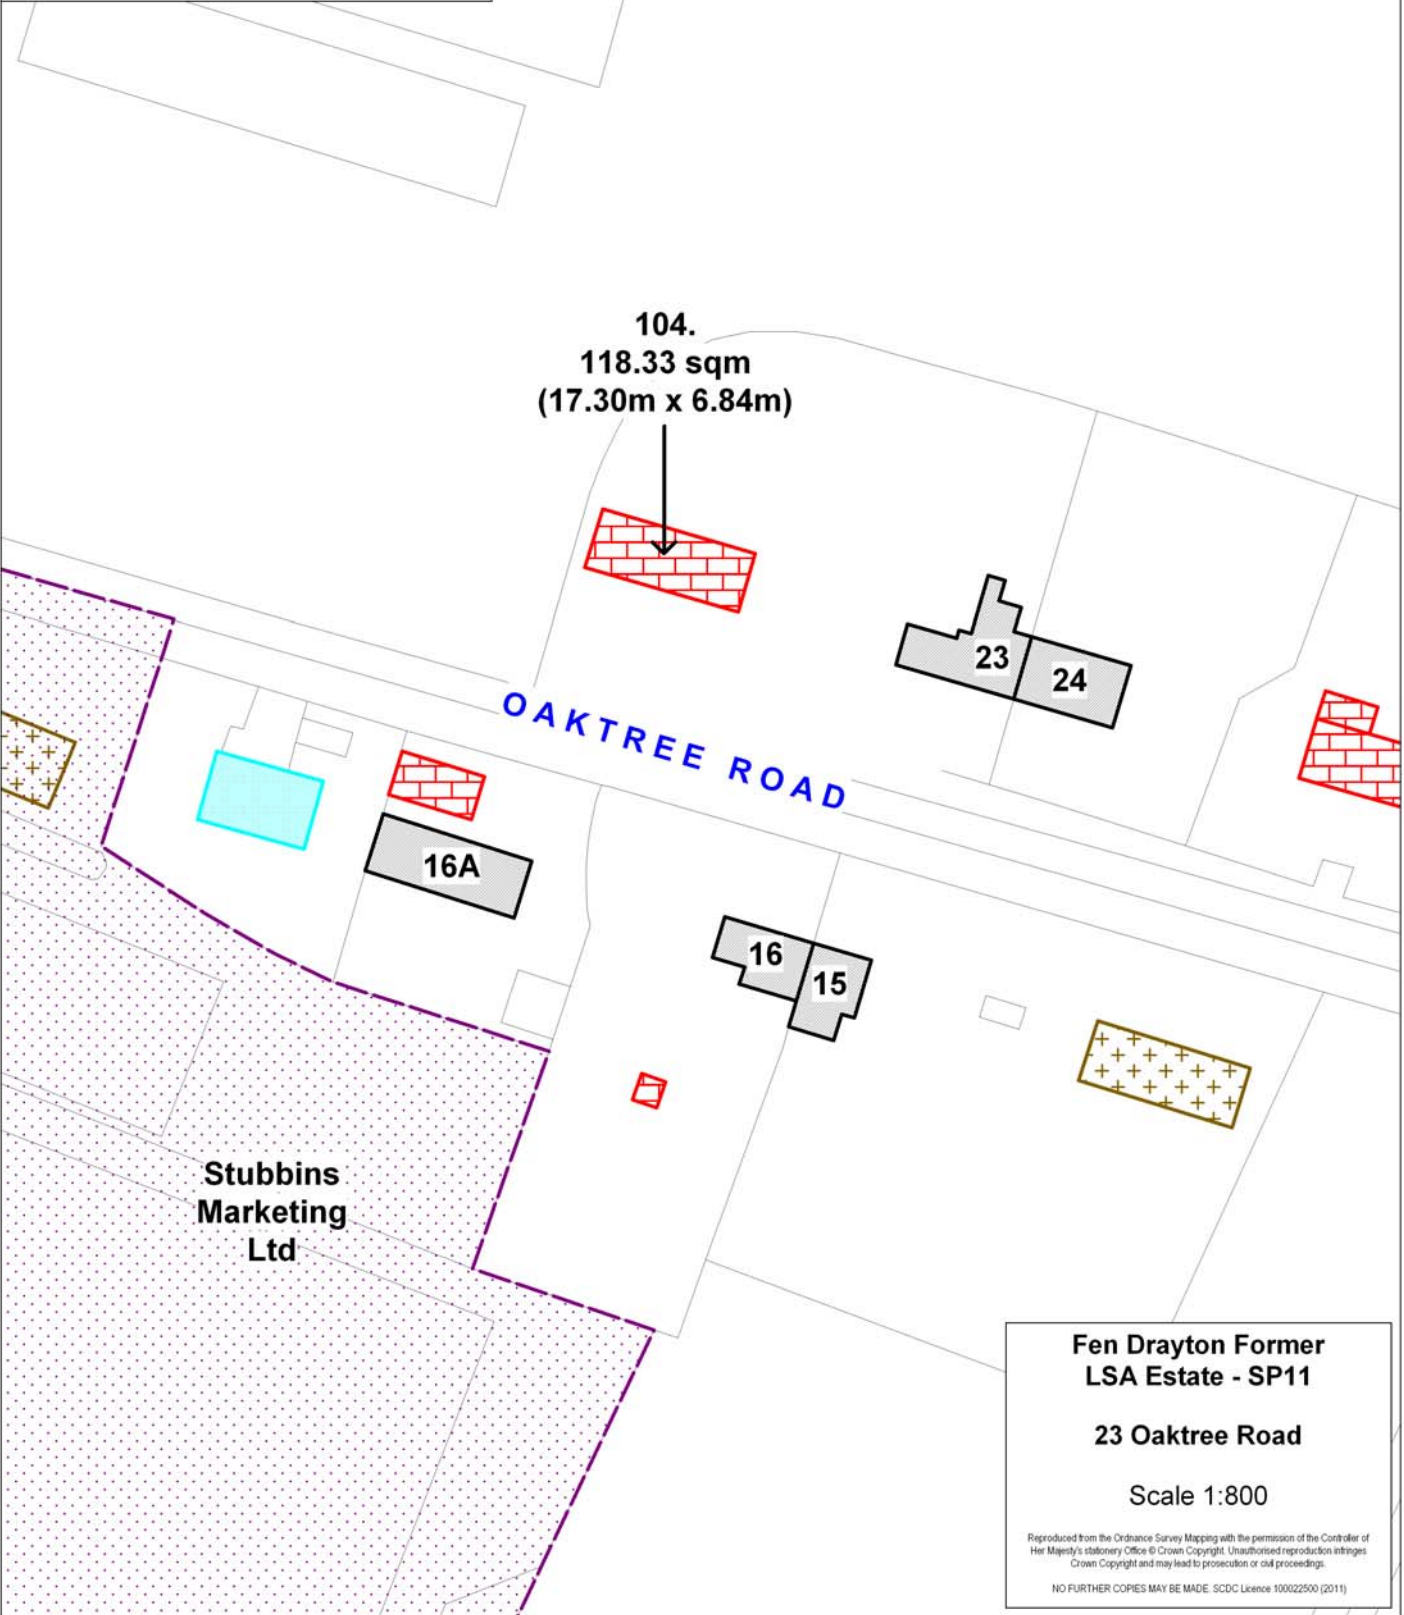 104.
118.33 sqm
(17.30m x 6.84m)
23
24
OAKTREE ROAD
16A
16
15
Stubbins
Marketing
Ltd
Fen Drayton Former
LSA Estate - SP11
23 Oaktree Road
Scale 1:800
Reproduced from the Ordnance Survey Mapping with the permission of the Controller of
Her Majesty's stationery Office © Crown Copyright. Unauthorised reproduction infringes
Crown Copyright and may lead to prosecution or civil proceedings.
NO FURTHER COPIES MAY BE MADE. SCDC Licence 100022500 (2011)